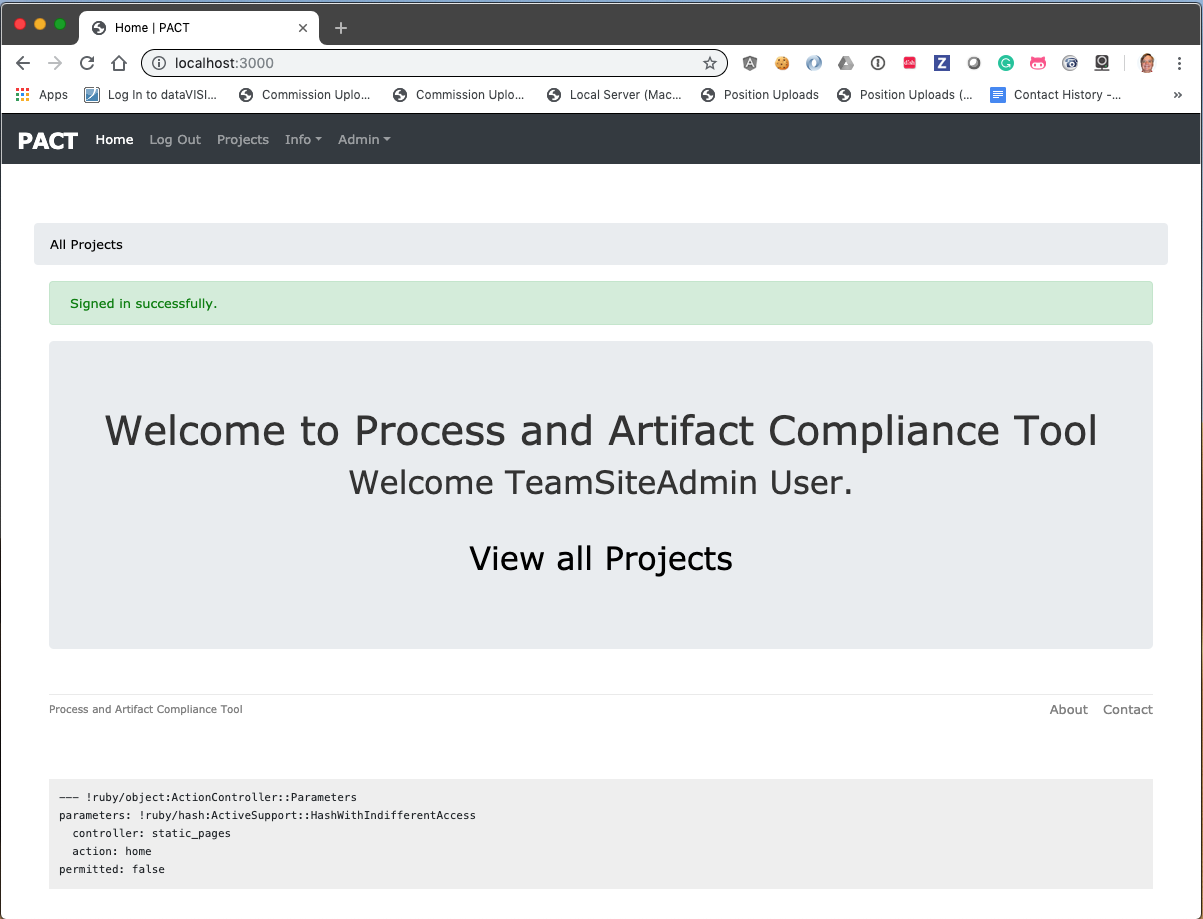 Home | PACT
localhost:3000
Apps Log In to dataVISI... Commission Uplo... Commission Uplo... Local Server (Mac... Position Uploads Position Uploads (... Contact History -... »
PACT Home Log Out Projects Info Admin
All Projects
Signed in successfully.
Welcome to Process and Artifact Compliance Tool
Welcome TeamSiteAdmin User.
View all Projects
Process and Artifact Compliance Tool About Contact
--- !ruby/object:ActionController::Parameters
parameters: !ruby/hash:ActiveSupport::HashWithIndifferentAccess
  controller: static_pages
  action: home
permitted: false